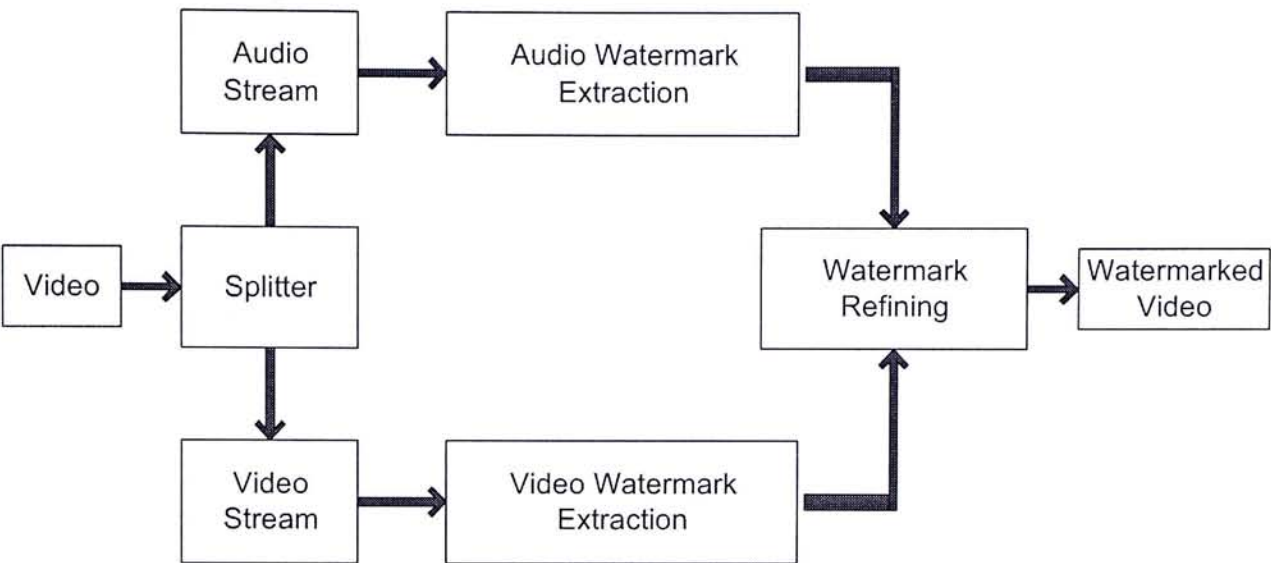 Audio
Stream
Audio Watermark
Extraction
Video
Splitter
Watermark
Refining
Watermarked
Video
Video
Stream
Video Watermark
Extraction